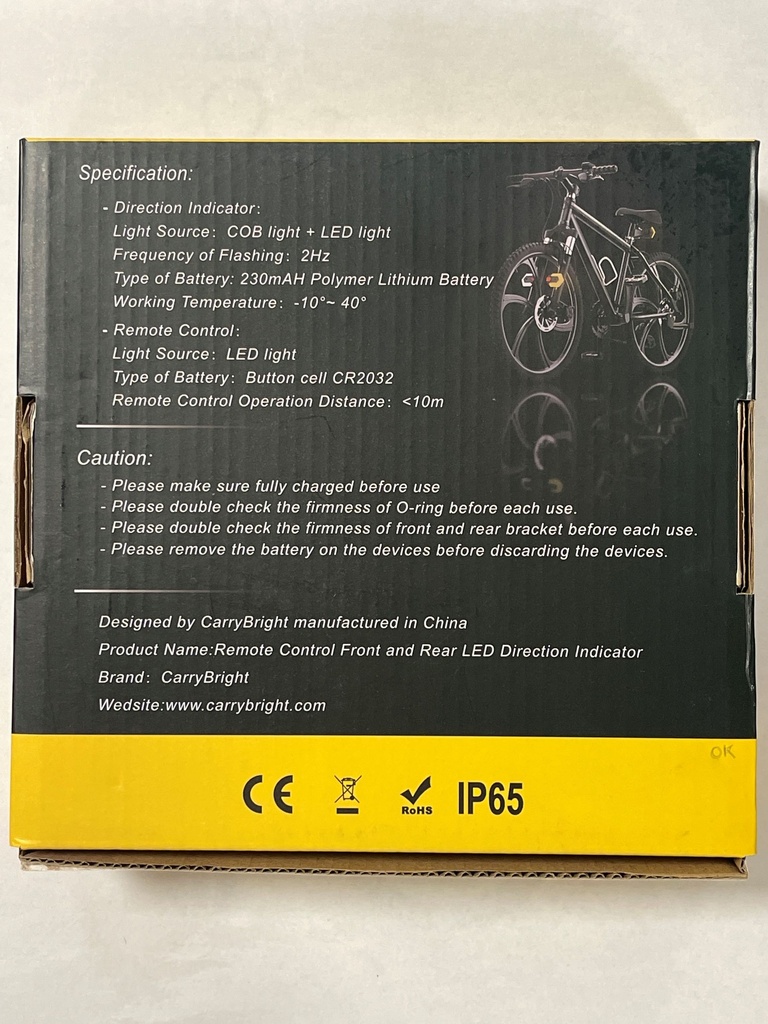 Specification:
- Direction Indicator:
Light Source: COB light + LED light
Frequency of Flashing: 2Hz
Type of Battery: 230mAH Polymer Lithium Battery
Working Temperature: -10°~ 40°
- Remote Control:
Light Source: LED light
Type of Battery: Button cell CR2032
Remote Control Operation Distance: <10m
Caution:
- Please make sure fully charged before use
- Please double check the firmness of O-ring before each use.
- Please double check the firmness of front and rear bracket before each use.
- Please remove the battery on the devices before discarding the devices.
Designed by CarryBright manufactured in China
Product Name:Remote Control Front and Rear LED Direction Indicator
Brand: CarryBright
Wedsite:www.carrybright.com
OK
CE RoHS IP65